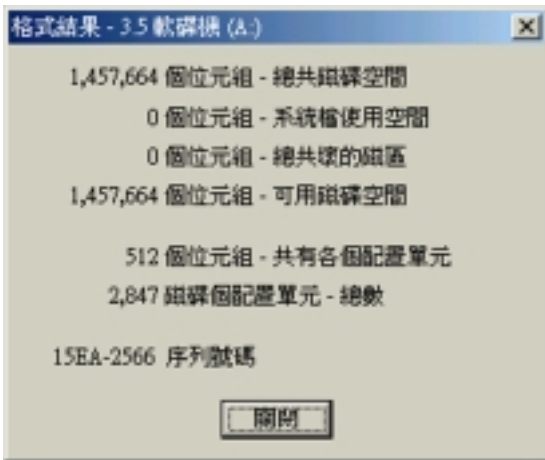 格式結果 - 3.5 軟碟機 (A:)
1,457,664 個位元組 - 總共磁碟空間
0 個位元組 - 系統檔使用空間
0 個位元組 - 總共壞的磁區
1,457,664 個位元組 - 可用磁碟空間
512 個位元組 - 共有各個配置單元
2,847 磁碟個配置單元 - 總數
15EA-2566 序列號碼
關閉